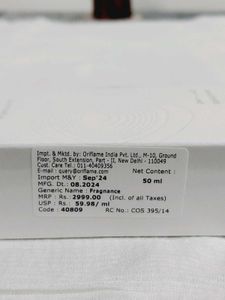 Impt. & Mktd. by: Oriflame India Pvt. Ltd., M-10, Ground
Floor, South Extension, Part - II, New Delhi - 110049
Cust. Care Tel.: 011-40409356
E-mail : query@oriflame.com
Net Content :
50 ml
Import M&Y : Sep'24
MFG. Dt.: 08.2024
Generic Name : Fragnance
MRP : Rs.: 2999.00 (Incl. of all Taxes)
USP : Rs.: 59.98/ ml
Code : 40809
RC No.: COS 395/14